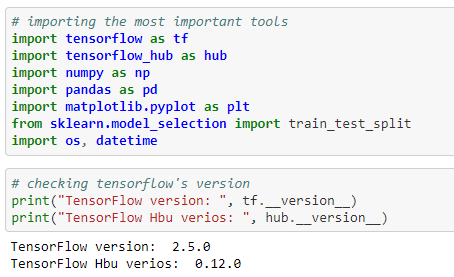 # importing the most important tools
import tensorflow as tf
import tensorflow_hub as hub
import numpy as np
import pandas as pd
import matplotlib.pyplot as plt
from sklearn.model_selection import train_test_split
import os, datetime
# checking tensorflow's version
print("TensorFlow version: ", tf.__version__)
print("TensorFlow Hbu verios: ", hub.__version__)
TensorFlow version:  2.5.0
TensorFlow Hbu verios:  0.12.0